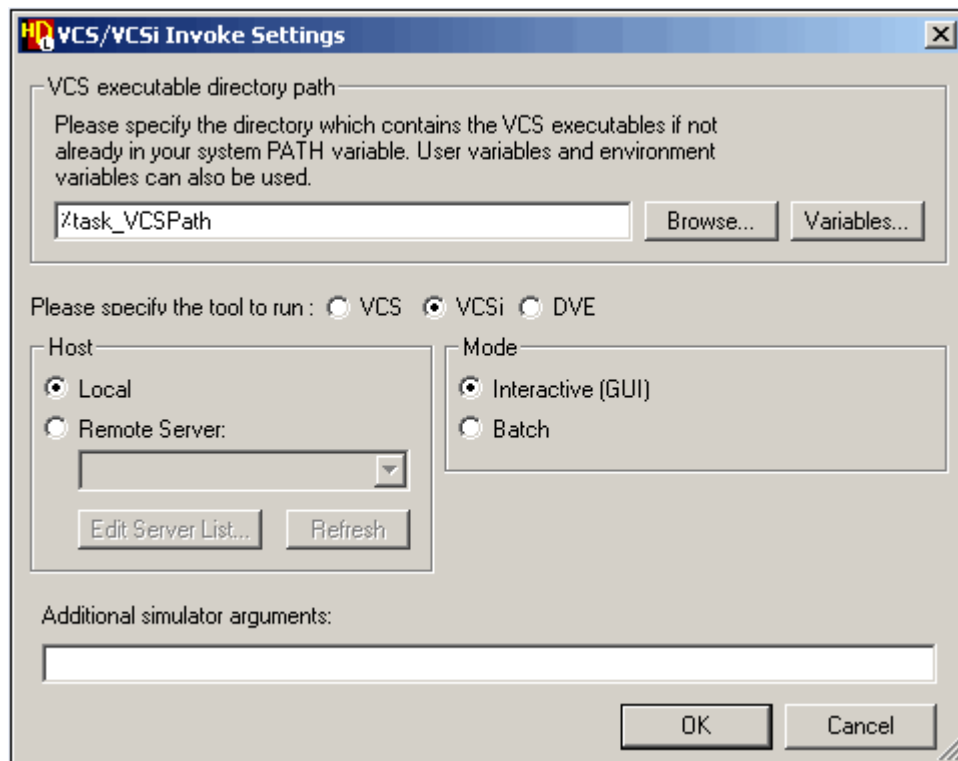 HD L VCS/VCSi Invoke Settings
VCS executable directory path
Please specify the directory which contains the VCS executables if not
already in your system PATH variable. User variables and environment
variables can also be used.
%task_VCSPath Browse... Variables...
Please specify the tool to run : VCS VCSi DVE
Host Mode
Local Interactive (GUI)
Remote Server: Batch
Edit Server List... Refresh
Additional simulator arguments:
OK Cancel